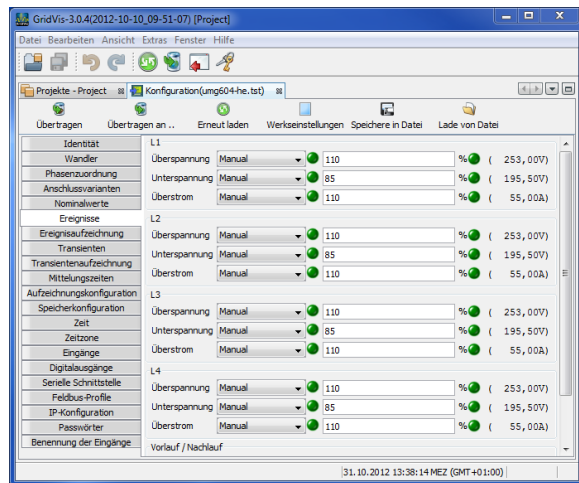 GridVis-3.0.4(2012-10-10_09-51-07) [Project]
Datei Bearbeiten Ansicht Extras Fenster Hilfe
Projekte - Project Konfiguration(umg604-he.tst)
Übertragen Übertragen an .. Erneut laden Werkseinstellungen Speichere in Datei Lade von Datei
Identität
Wandler
Phasenzuordnung
Anschlussvarianten
Nominalwerte
Ereignisse
Ereignisaufzeichnung
Transienten
Transientenaufzeichnung
Mittelungszeiten
Aufzeichnungskonfiguration
Speicherkonfiguration
Zeit
Zeitzone
Eingänge
Digitalausgänge
Serielle Schnittstelle
Feldbus-Profile
IP-Konfiguration
Passwörter
Benennung der Eingänge
L1
Überspannung Manual 110 % ( 253,00V)
Unterspannung Manual 85 % ( 195,50V)
Überstrom Manual 110 % ( 55,00A)
L2
Überspannung Manual 110 % ( 253,00V)
Unterspannung Manual 85 % ( 195,50V)
Überstrom Manual 110 % ( 55,00A)
L3
Überspannung Manual 110 % ( 253,00V)
Unterspannung Manual 85 % ( 195,50V)
Überstrom Manual 110 % ( 55,00A)
L4
Überspannung Manual 110 % ( 253,00V)
Unterspannung Manual 85 % ( 195,50V)
Überstrom Manual 110 % ( 55,00A)
Vorlauf / Nachlauf
31.10.2012 13:38:14 MEZ (GMT+01:00)